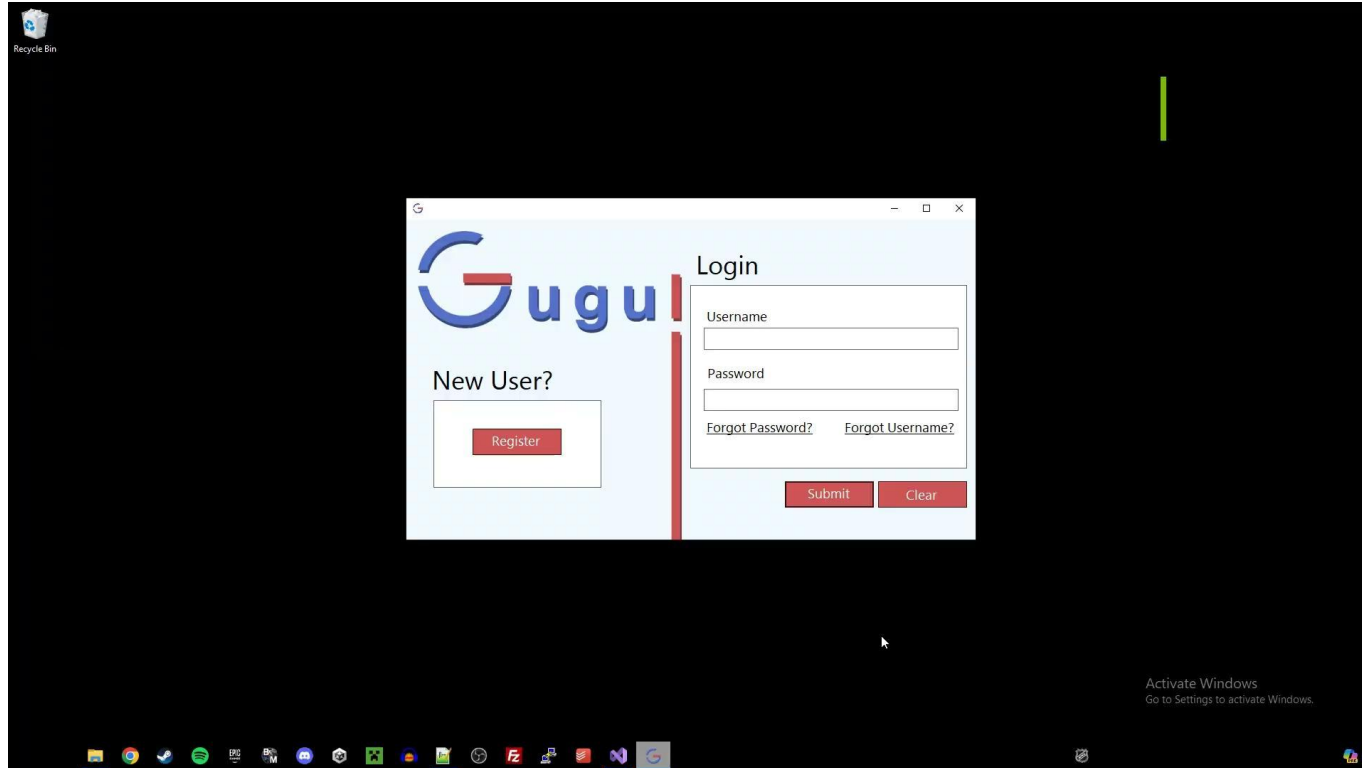 Recycle Bin
Gugul
Login
Username
Password
Forgot Password? Forgot Username?
New User?
Register
Submit Clear
Activate Windows
Go to Settings to activate Windows.